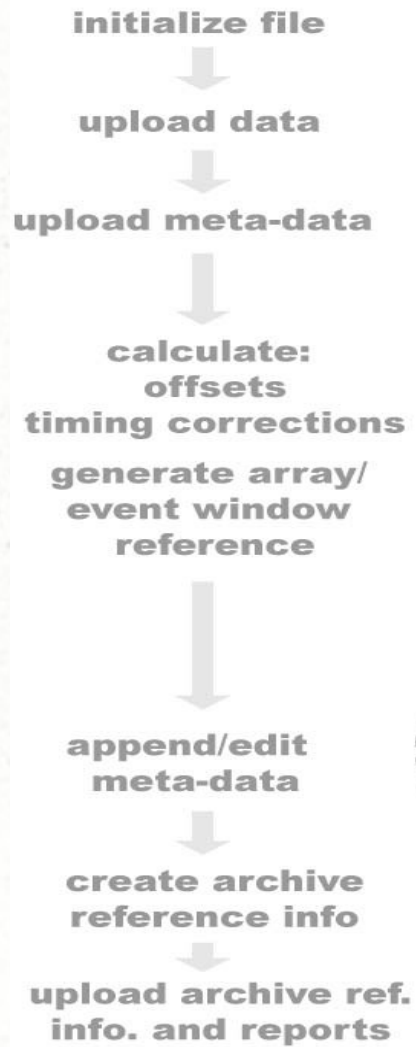 initialize file
upload data
upload meta-data
calculate:
offsets
timing corrections
generate array/
event window
reference
append/edit
meta-data
create archive
reference info
upload archive ref.
info. and reports